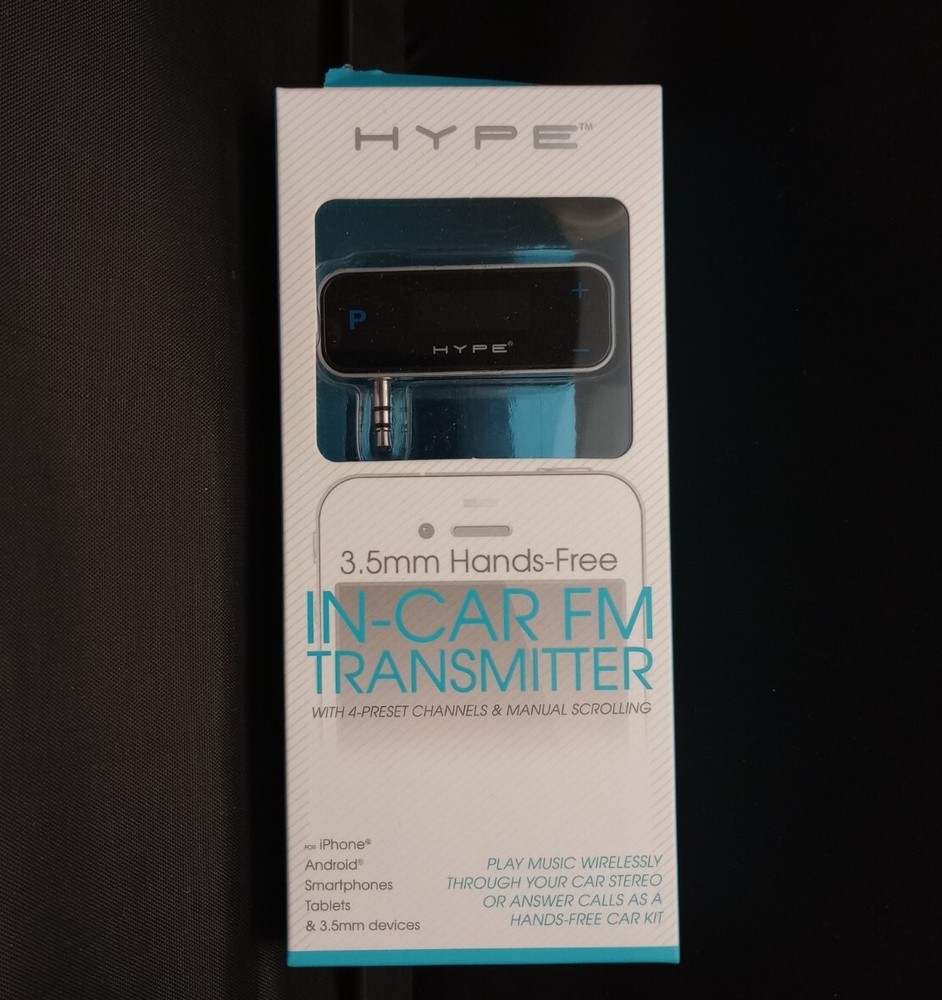 HYPE™
P
+
HYPE®
−
3.5mm Hands-Free
IN-CAR FM
TRANSMITTER
WITH 4-PRESET CHANNELS & MANUAL SCROLLING
FOR iPhone®
Android®
Smartphones
Tablets
& 3.5mm devices
PLAY MUSIC WIRELESSLY
THROUGH YOUR CAR STEREO
OR ANSWER CALLS AS A
HANDS-FREE CAR KIT